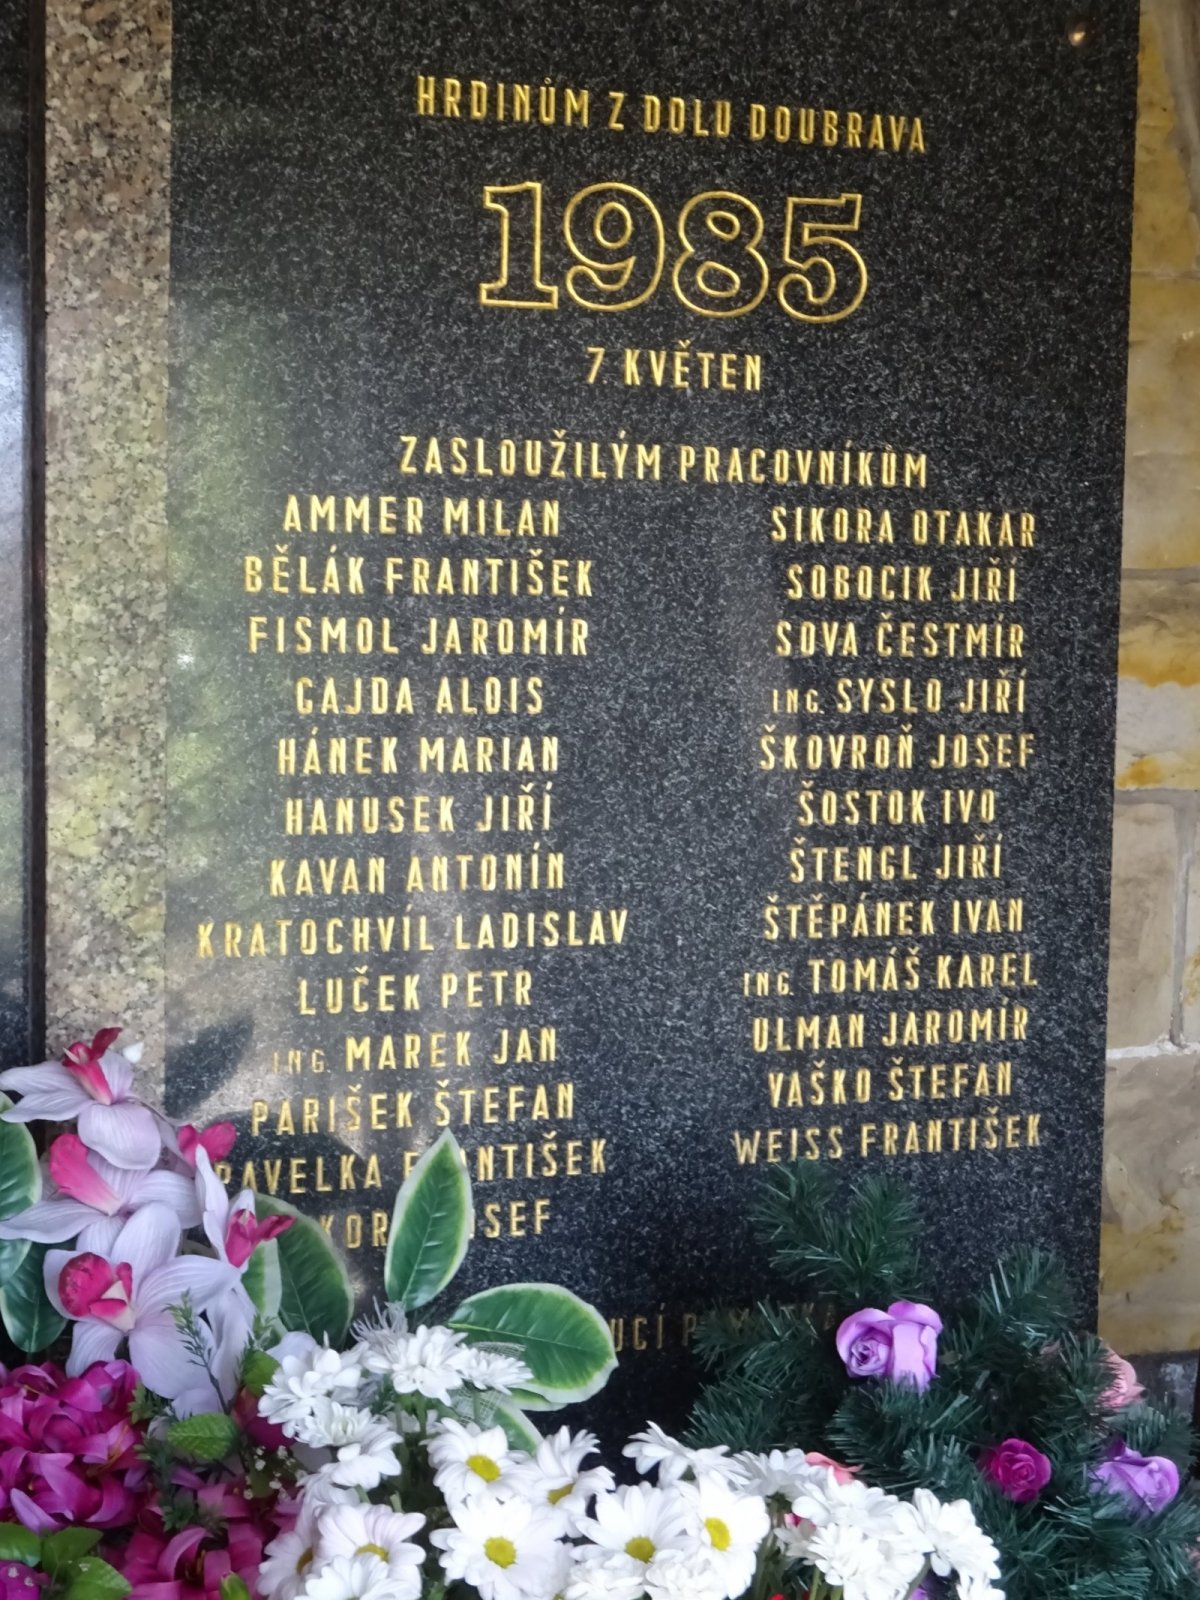 HRDINŮM Z DOLU DOUBRAVA
1985
7. KVĚTEN
ZASLOUŽILÝM PRACOVNÍKŮM
AMMER MILAN
BĚLÁK FRANTIŠEK
FISMOL JAROMÍR
GAJDA ALOIS
HÁNEK MARIAN
HANUSEK JIŘÍ
KAVAN ANTONÍN
KRATOCHVÍL LADISLAV
LUČEK PETR
ING. MAREK JAN
PARIŠEK ŠTEFAN
PAVELKA FRANTIŠEK
JOSEF
SIKORA OTAKAR
SOBOCIK JIŘÍ
SOVA ČESTMÍR
ING. SYSLO JIŘÍ
ŠKOVROŇ JOSEF
ŠOSTOK IVO
ŠTENGL JIŘÍ
ŠTĚPÁNEK IVAN
ING. TOMÁŠ KAREL
ULMAN JAROMÍR
VAŠKO ŠTEFAN
WEISS FRANTIŠEK